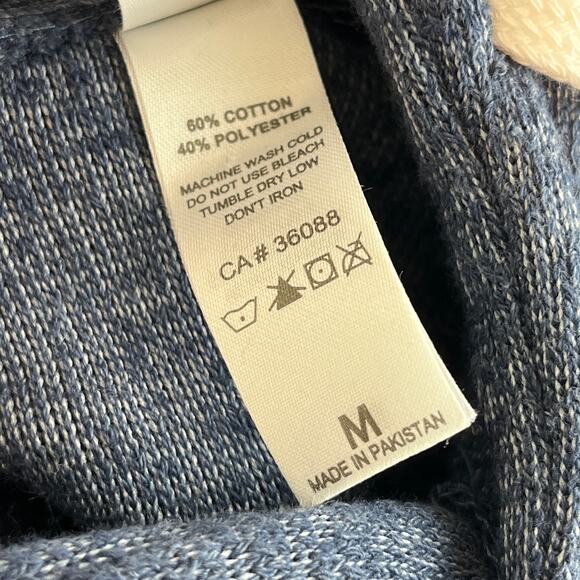 60% COTTON
40% POLYESTER
MACHINE WASH COLD
DO NOT USE BLEACH
TUMBLE DRY LOW
DON'T IRON
CA# 36088
M
MADE IN PAKISTAN